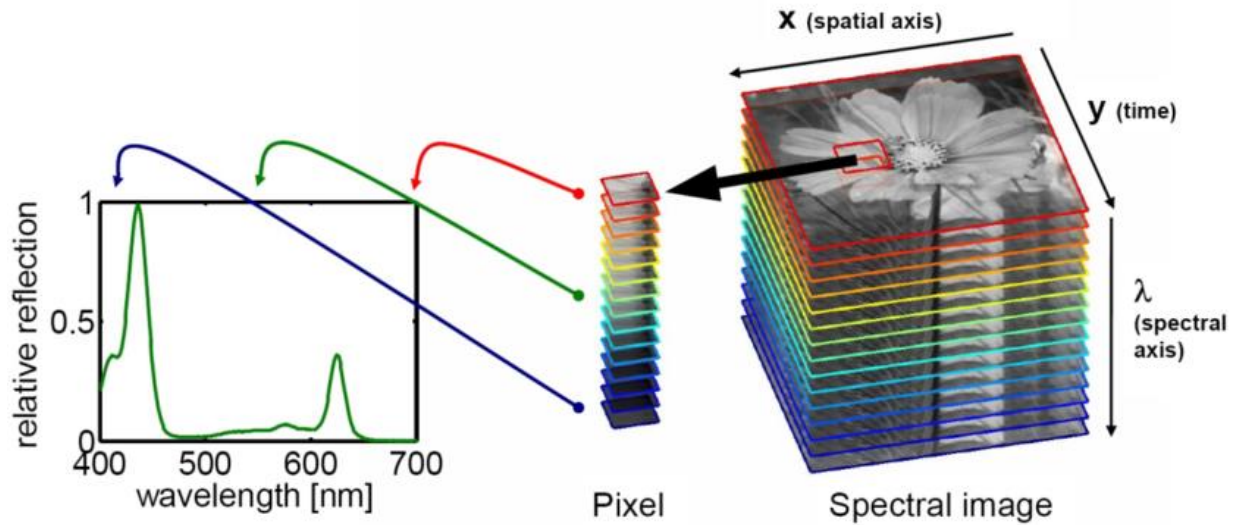 x (spatial axis)
y (time)
λ
(spectral
axis)
relative reflection
1
0.5
0
400
500
600
700
wavelength [nm]
Pixel
Spectral image